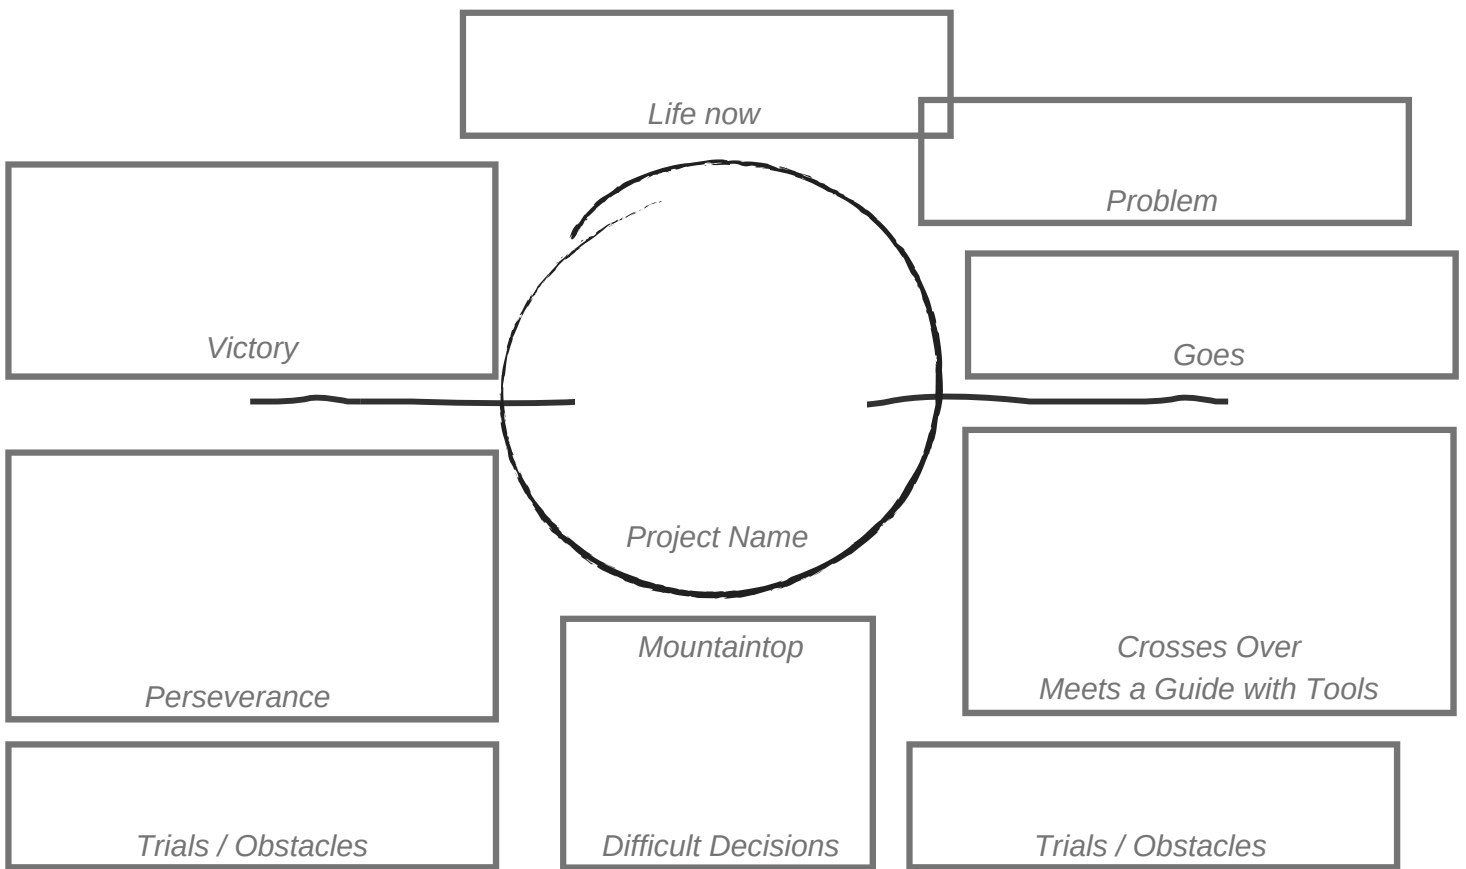 Life now
Problem
Victory
Goes
Project Name
Mountaintop
Crosses Over
Meets a Guide with Tools
Perseverance
Trials / Obstacles
Difficult Decisions
Trials / Obstacles